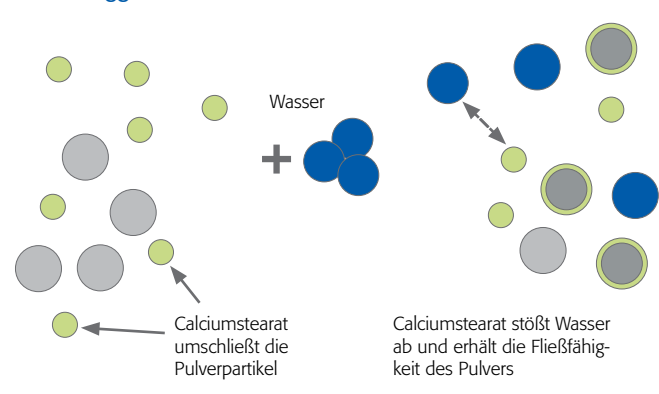 Wasser
Calciumstearat
umschließt die
Pulverpartikel
Calciumstearat stößt Wasser
ab und erhält die Fließfähig-
keit des Pulvers